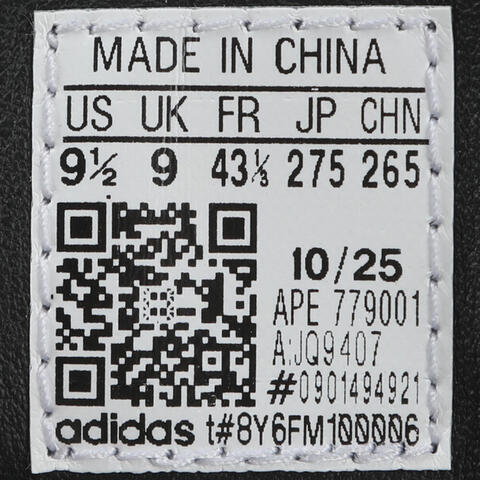 MADE IN CHINA
US UK FR JP CHN
9½ 9 43⅓ 275 265
10/25
APE 779001
A:JQ9407
#0901494921
adidas t#8Y6FM100006